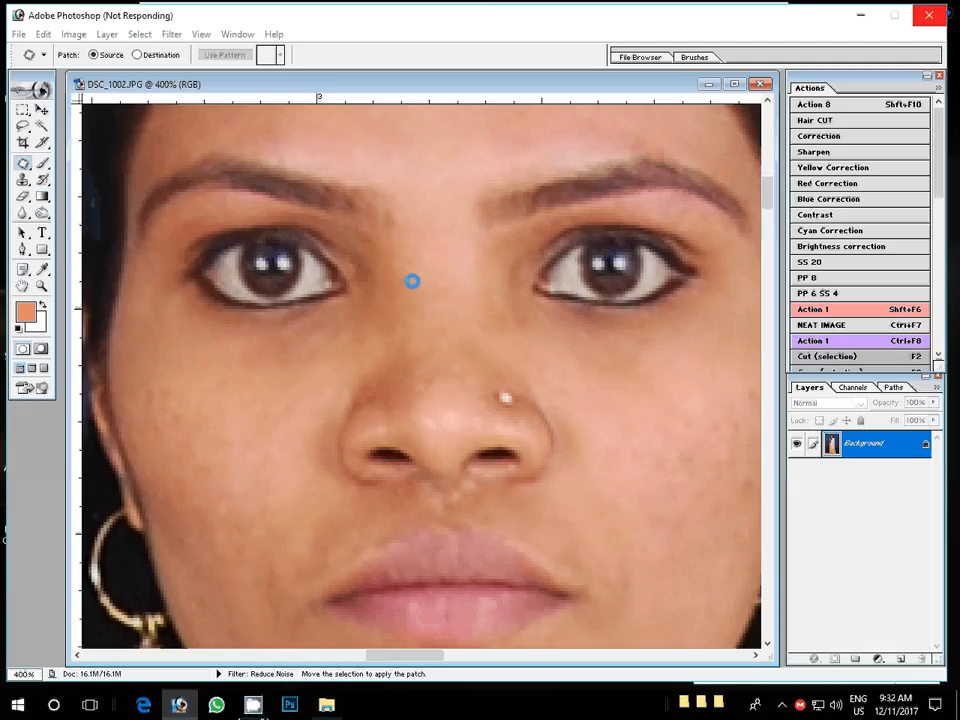 Adobe Photoshop (Not Responding)
File Edit Image Layer Select Filter View Window Help
Patch: Source Destination Use Pattern File Browser Brushes
DSC_1002.JPG @ 400% (RGB)
3
Actions
Action 8 Shft+F10
Hair CUT
Correction
Sharpen
Yellow Correction
Red Correction
Blue Correction
Contrast
Cyan Correction
Brightness correction
SS 20
PP 8
PP 6 SS 4
Action 1 Shft+F6
NEAT IMAGE Ctrl+F7
Action 1 Ctrl+F8
Cut (selection) F2
Layers Channels Paths
Normal Opacity: 100%
Lock: Fill: 100%
Background
400% Doc: 16.1M/16.1M Filter: Reduce Noise Move the selection to apply the patch.
ENG 9:32 AM
US 12/11/2017